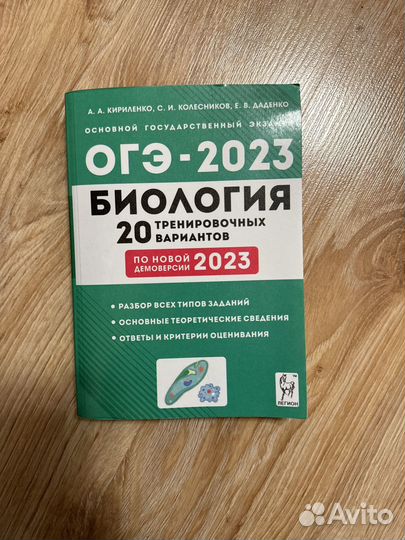 А. А. КИРИЛЕНКО, С. И. КОЛЕСНИКОВ, Е. В. ДАДЕНКО
ОСНОВНОЙ ГОСУДАРСТВЕННЫЙ ЭКЗАМЕН
ОГЭ-2023
БИОЛОГИЯ
20 ТРЕНИРОВОЧНЫХ
ВАРИАНТОВ
ПО НОВОЙ
ДЕМОВЕРСИИ 2023
• РАЗБОР ВСЕХ ТИПОВ ЗАДАНИЙ
• ОСНОВНЫЕ ТЕОРЕТИЧЕСКИЕ СВЕДЕНИЯ
• ОТВЕТЫ И КРИТЕРИИ ОЦЕНИВАНИЯ
ЛЕГИОН
Avito